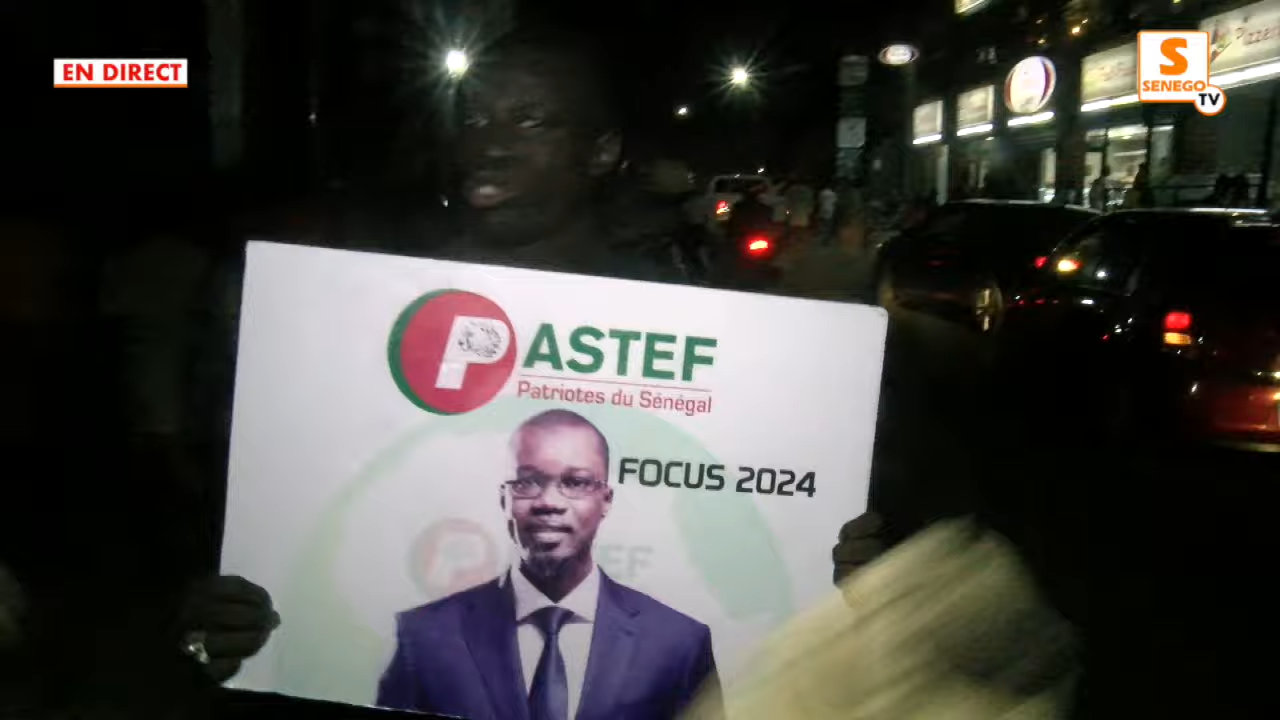 EN DIRECT
S
SENEGO
TV
PASTEF
Patriotes du Sénégal
FOCUS 2024